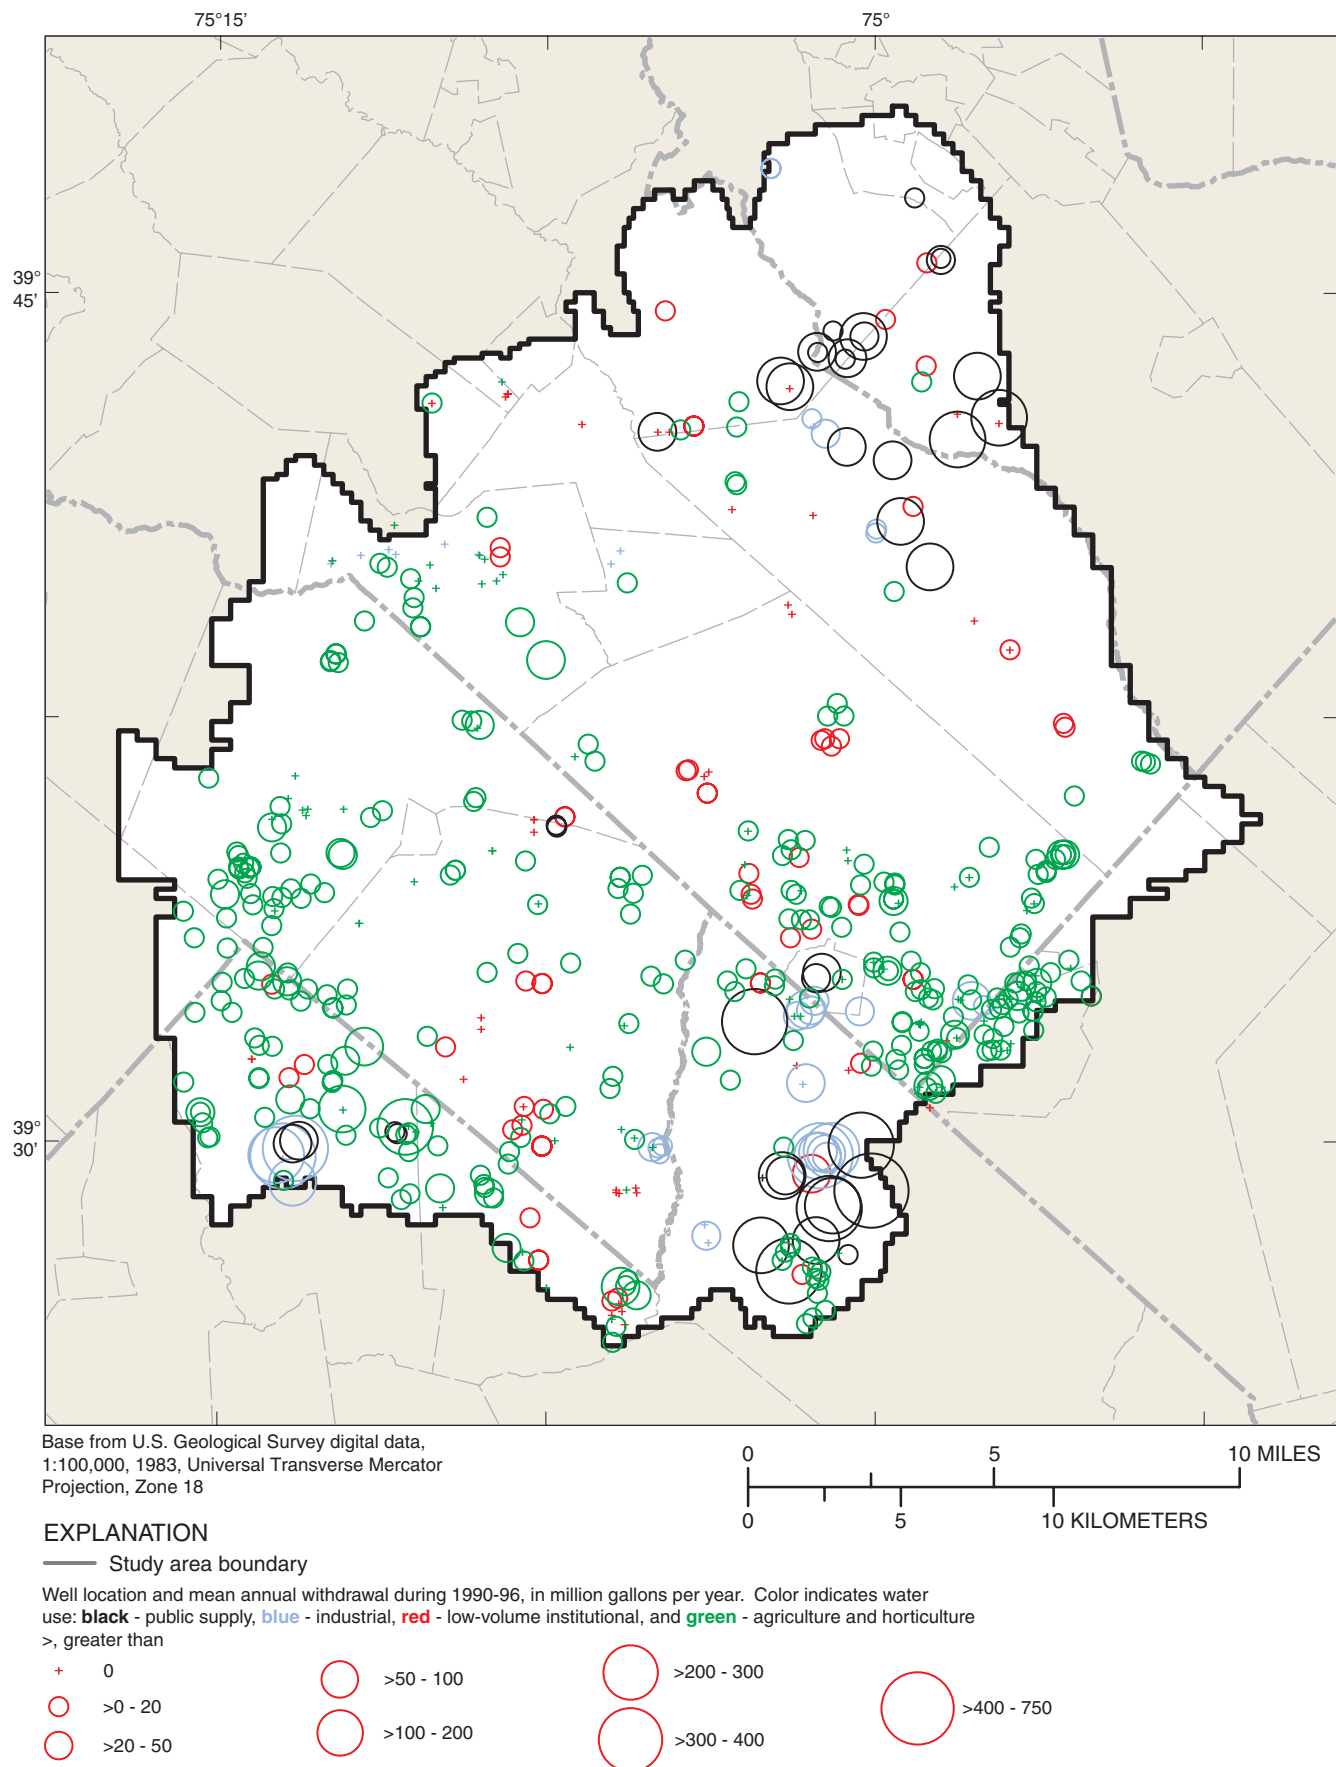 75°15'
75°
39°
45'
39°
30'
Base from U.S. Geological Survey digital data,
1:100,000, 1983, Universal Transverse Mercator
Projection, Zone 18
0
5
10 MILES
0
5
10 KILOMETERS
EXPLANATION
Study area boundary
Well location and mean annual withdrawal during 1990-96, in million gallons per year. Color indicates water
use: black - public supply, blue - industrial, red - low-volume institutional, and green - agriculture and horticulture
>, greater than
0
>0 - 20
>20 - 50
>50 - 100
>100 - 200
>200 - 300
>300 - 400
>400 - 750